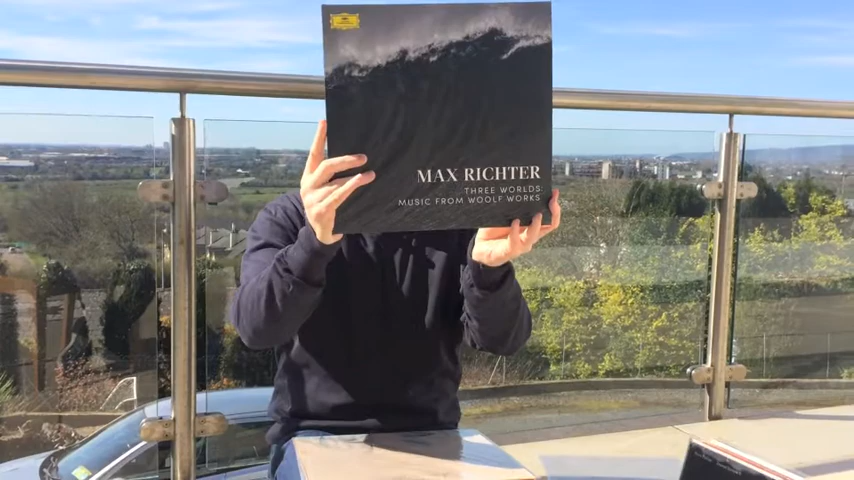 MAX RICHTER
THREE WORLDS:
MUSIC FROM WOOLF WORKS